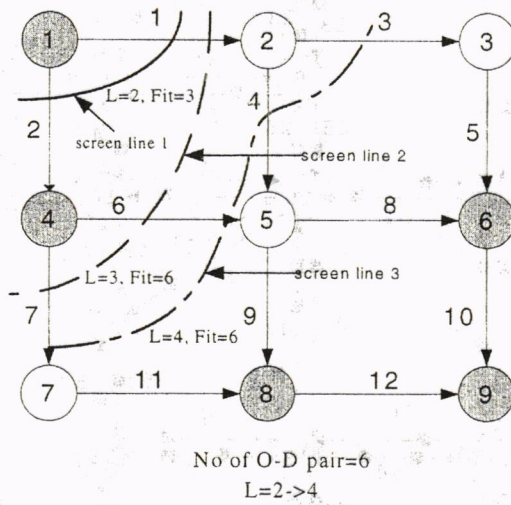 1 1 2 3 3
L=2, Fit=3
2 screen line 1 4 5
screen line 2
4 6 5 8 6
L=3, Fit=6
screen line 3
7 L=4, Fit=6 9 10
7 11 8 12 9
No of O-D pair=6
L=2->4